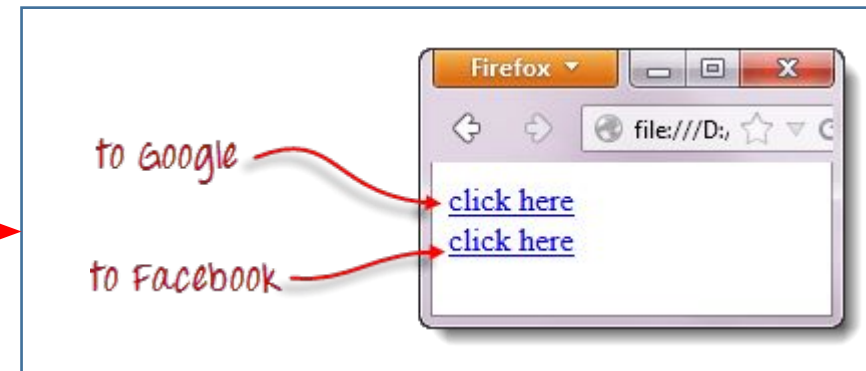 Firefox
file:///D:/
to Google
click here
click here
to Facebook